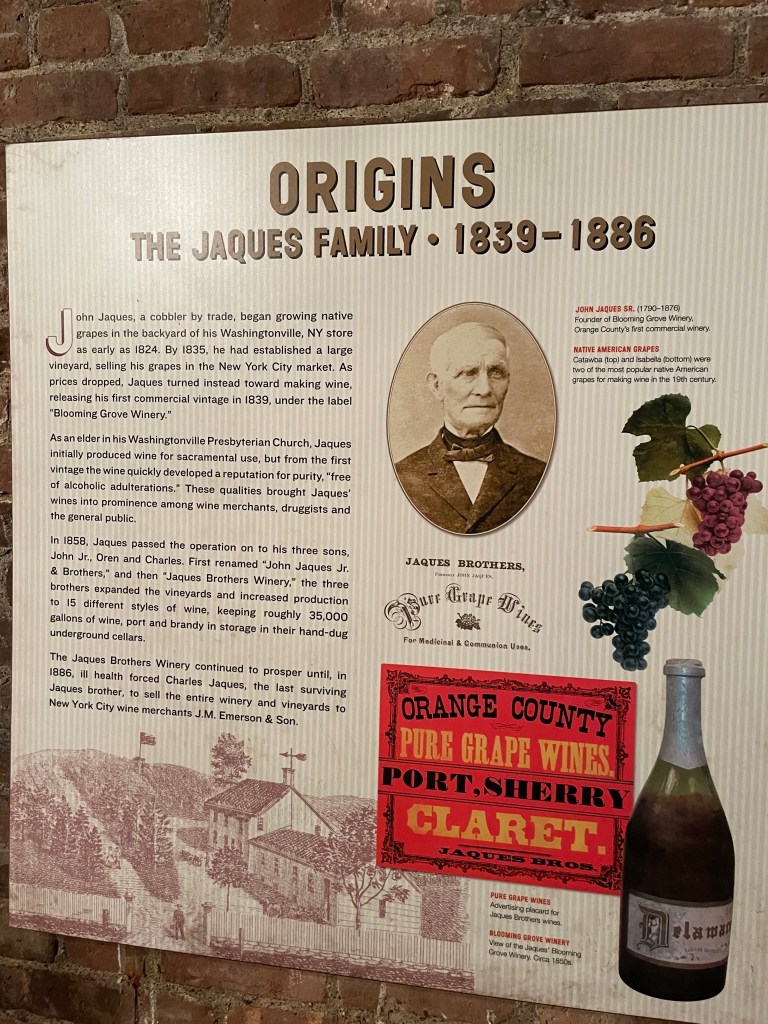 ORIGINS
THE JAQUES FAMILY • 1839–1886
John Jaques, a cobbler by trade, began growing native
grapes in the backyard of his Washingtonville, NY store
as early as 1824. By 1835, he had established a large
vineyard, selling his grapes in the New York City market. As
prices dropped, Jaques turned instead toward making wine,
releasing his first commercial vintage in 1839, under the label
"Blooming Grove Winery."
As an elder in his Washingtonville Presbyterian Church, Jaques
initially produced wine for sacramental use, but from the first
vintage the wine quickly developed a reputation for purity, "free
of alcoholic adulterations." These qualities brought Jaques'
wines into prominence among wine merchants, druggists and
the general public.
In 1858, Jaques passed the operation on to his three sons,
John Jr., Oren and Charles. First renamed "John Jaques Jr.
& Brothers," and then "Jaques Brothers Winery," the three
brothers expanded the vineyards and increased production
to 15 different styles of wine, keeping roughly 35,000
gallons of wine, port and brandy in storage in their hand-dug
underground cellars.
The Jaques Brothers Winery continued to prosper until, in
1886, ill health forced Charles Jaques, the last surviving
Jaques brother, to sell the entire winery and vineyards to
New York City wine merchants J.M. Emerson & Son.
JOHN JAQUES SR. (1790–1876)
Founder of Blooming Grove Winery,
Orange County's first commercial winery.
NATIVE AMERICAN GRAPES
Catawba (top) and Isabella (bottom) were
two of the most popular native American
grapes for making wine in the 19th century.
JAQUES BROTHERS,
JOHN JAQUES,
Pure Grape Wines
For Medicinal & Communion Uses.
ORANGE COUNTY
PURE GRAPE WINES.
PORT, SHERRY
CLARET.
JAQUES BROS.
PURE GRAPE WINES
Advertising placard for
Jaques Brothers wines.
BLOOMING GROVE WINERY
View of the Jaques' Blooming
Grove Winery, Circa 1850s.
Delawar